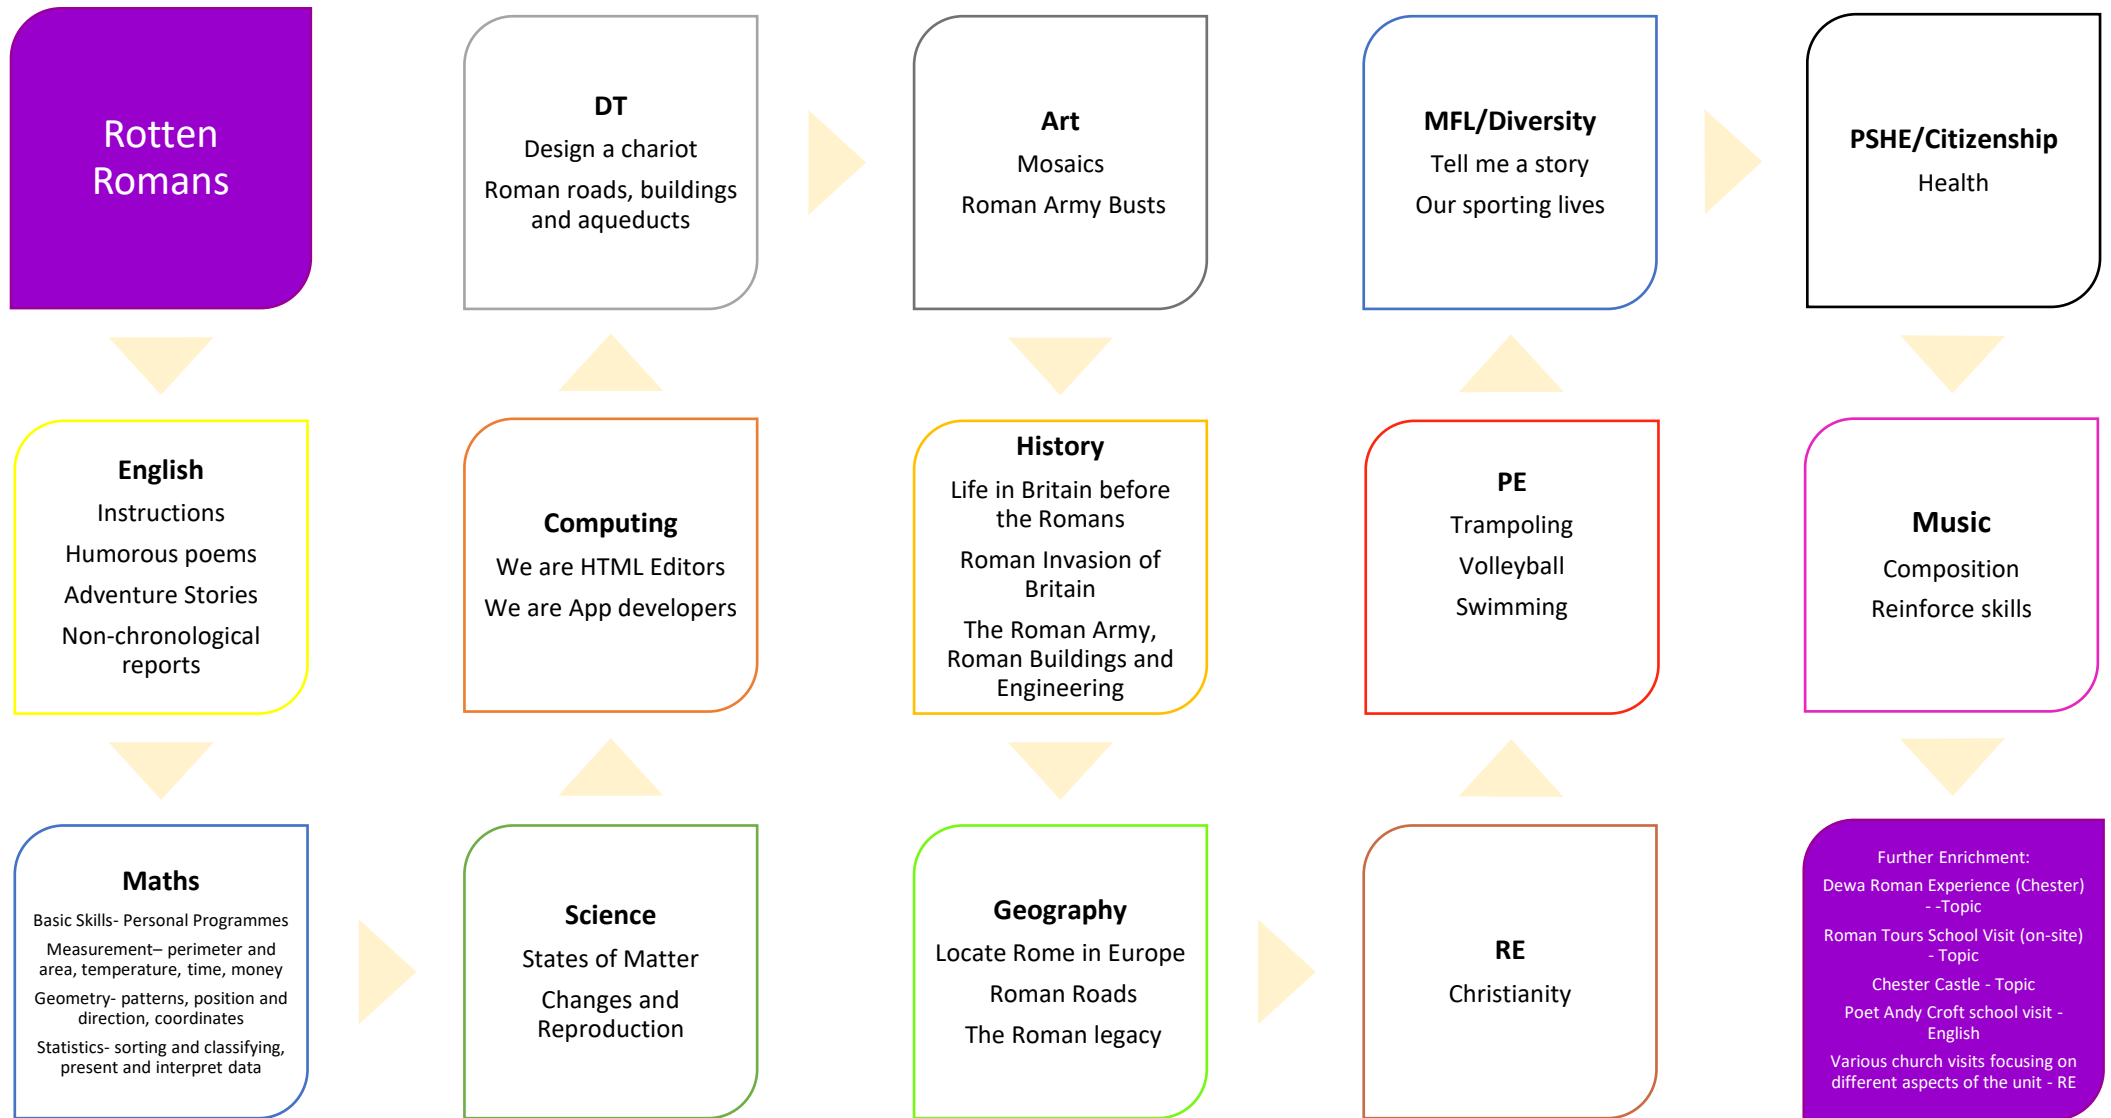 Rotten
Romans
English
Instructions
Humorous poems
Adventure Stories
Non-chronological
reports
Maths
Basic Skills- Personal Programmes
Measurement– perimeter and
area, temperature, time, money
Geometry- patterns, position and
direction, coordinates
Statistics- sorting and classifying,
present and interpret data
Science
States of Matter
Changes and
Reproduction
Computing
We are HTML Editors
We are App developers
DT
Design a chariot
Roman roads, buildings
and aqueducts
Art
Mosaics
Roman Army Busts
History
Life in Britain before
the Romans
Roman Invasion of
Britain
The Roman Army,
Roman Buildings and
Engineering
Geography
Locate Rome in Europe
Roman Roads
The Roman legacy
RE
Christianity
PE
Trampoling
Volleyball
Swimming
MFL/Diversity
Tell me a story
Our sporting lives
PSHE/Citizenship
Health
Music
Composition
Reinforce skills
Further Enrichment:
Dewa Roman Experience (Chester)
- -Topic
Roman Tours School Visit (on-site)
- Topic
Chester Castle - Topic
Poet Andy Croft school visit -
English
Various church visits focusing on
different aspects of the unit - RE